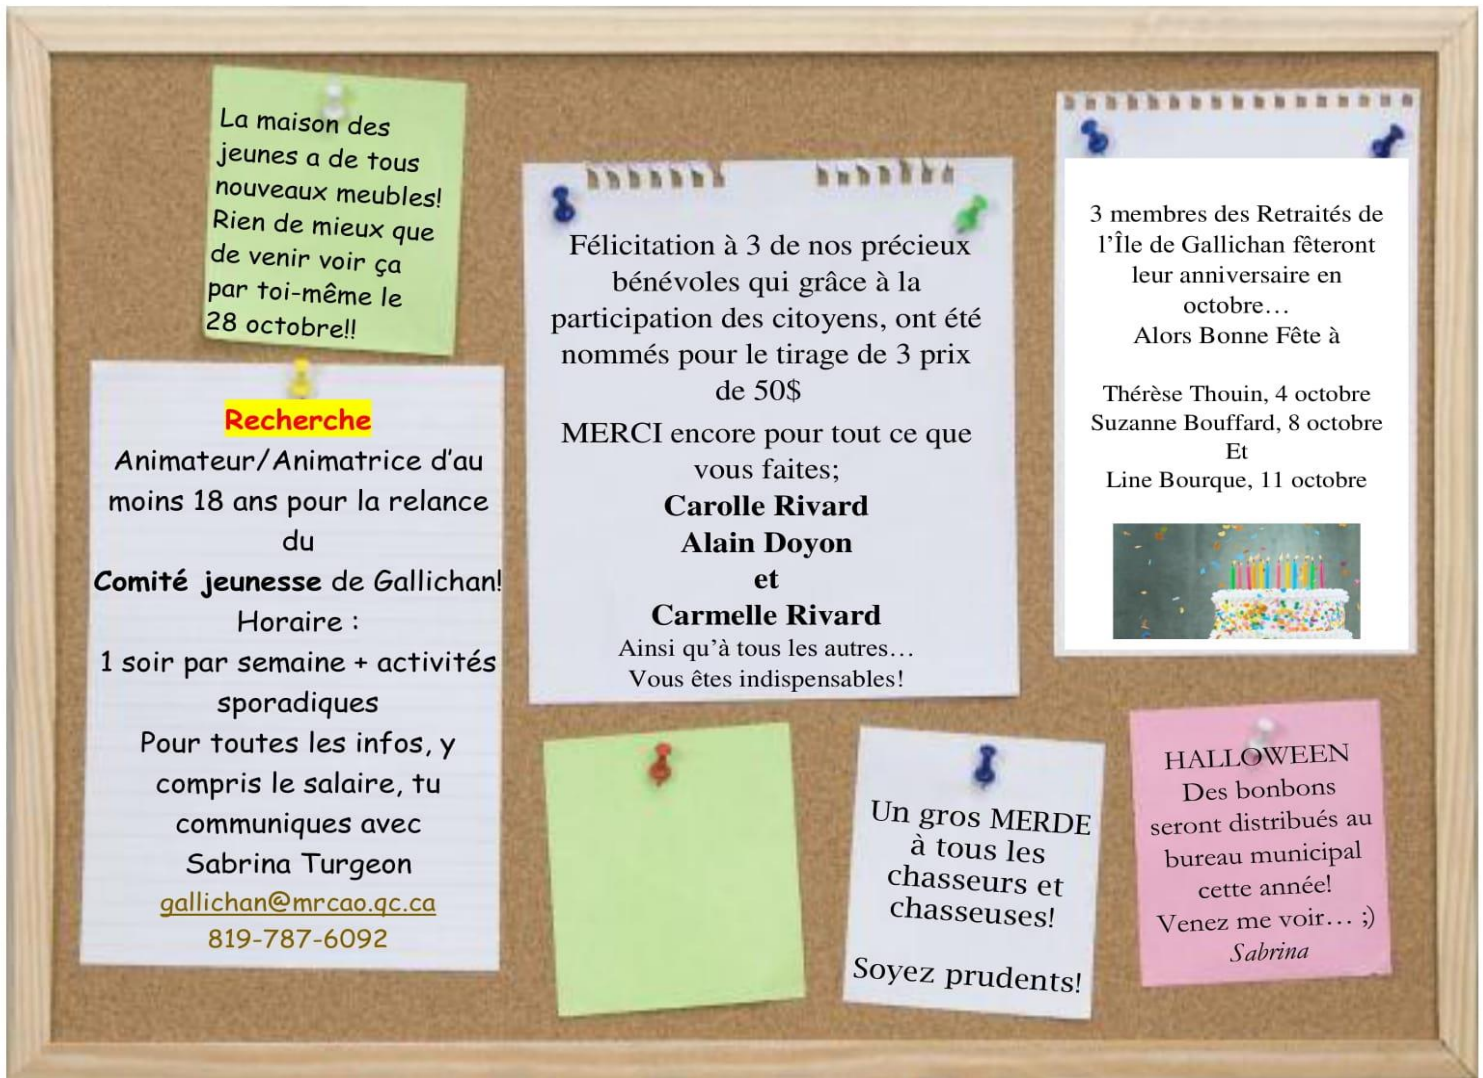 La maison des
jeunes a de tous
nouveaux meubles!
Rien de mieux que
de venir voir ça
par toi-même le
28 octobre!!
Recherche
Animateur/Animatrice d'au
moins 18 ans pour la relance
du
Comité jeunesse de Gallichan!
Horaire :
1 soir par semaine + activités
sporadiques
Pour toutes les infos, y
compris le salaire, tu
communiques avec
Sabrina Turgeon
gallichan@mrcao.qc.ca
819-787-6092
Félicitation à 3 de nos précieux
bénévoles qui grâce à la
participation des citoyens, ont été
nommés pour le tirage de 3 prix
de 50$
MERCI encore pour tout ce que
vous faites;
Carolle Rivard
Alain Doyon
et
Carmelle Rivard
Ainsi qu'à tous les autres…
Vous êtes indispensables!
3 membres des Retraités de
l'Île de Gallichan fêteront
leur anniversaire en
octobre…
Alors Bonne Fête à
Thérèse Thouin, 4 octobre
Suzanne Bouffard, 8 octobre
Et
Line Bourque, 11 octobre
Un gros MERDE
à tous les
chasseurs et
chasseuses!
Soyez prudents!
HALLOWEEN
Des bonbons
seront distribués au
bureau municipal
cette année!
Venez me voir… ;)
Sabrina